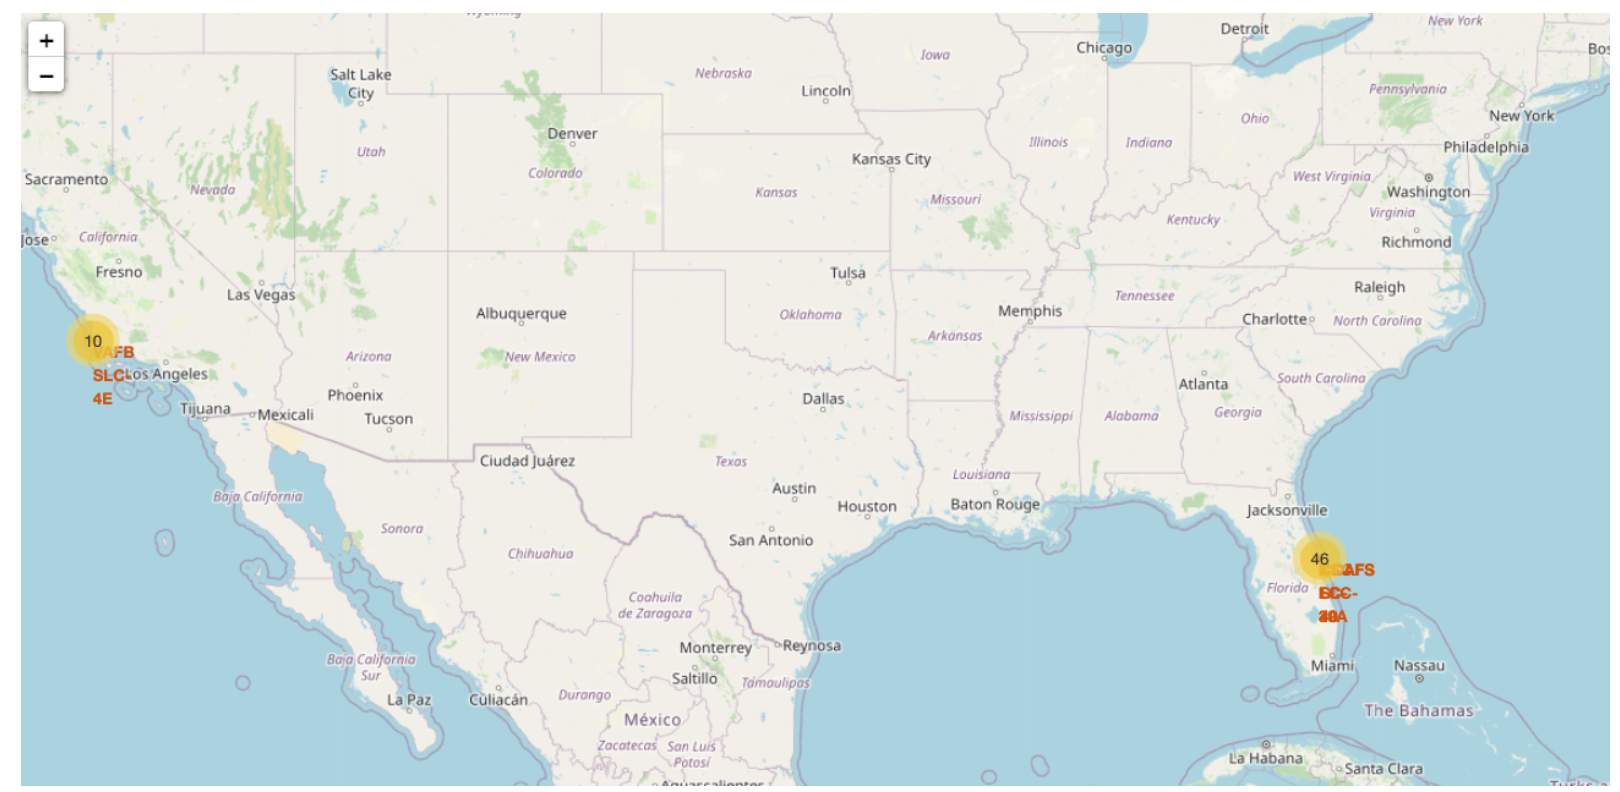 Wyoming
Detroit
New York
Chicago
Iowa
Bos
+
−
Salt Lake
City
Nebraska
Lincoln
Pennsylvania
New York
Ohio
Denver
Illinois
Indiana
Philadelphia
Utah
Kansas City
Colorado
Sacramento
Nevada
Kansas
Missouri
West Virginia
Washington
Virginia
Kentucky
Jose
California
Richmond
Fresno
Tulsa
Las Vegas
Raleigh
Tennessee
Albuquerque
Oklahoma
Memphis
Charlotte
North Carolina
10
Arkansas
VAFB
SLC-
4E
Los Angeles
Arizona
New Mexico
Phoenix
Atlanta
South Carolina
Dallas
Tijuana
Mexicali
Tucson
Mississippi
Alabama
Georgia
Ciudad Juárez
Texas
Louisiana
Baja California
Austin
Houston
Baton Rouge
Jacksonville
Sonora
San Antonio
Chihuahua
46
AFS
Florida
Coahuila
de Zaragoza
Monterrey
Reynosa
Baja California
Sur
Saltillo
Tamaulipas
Miami
Nassau
La Paz
Culiacán
Durango
México
The Bahamas
Zacatecas
San Luis
Potosí
La Habana
Santa Clara
Aguascalientes
Turks a